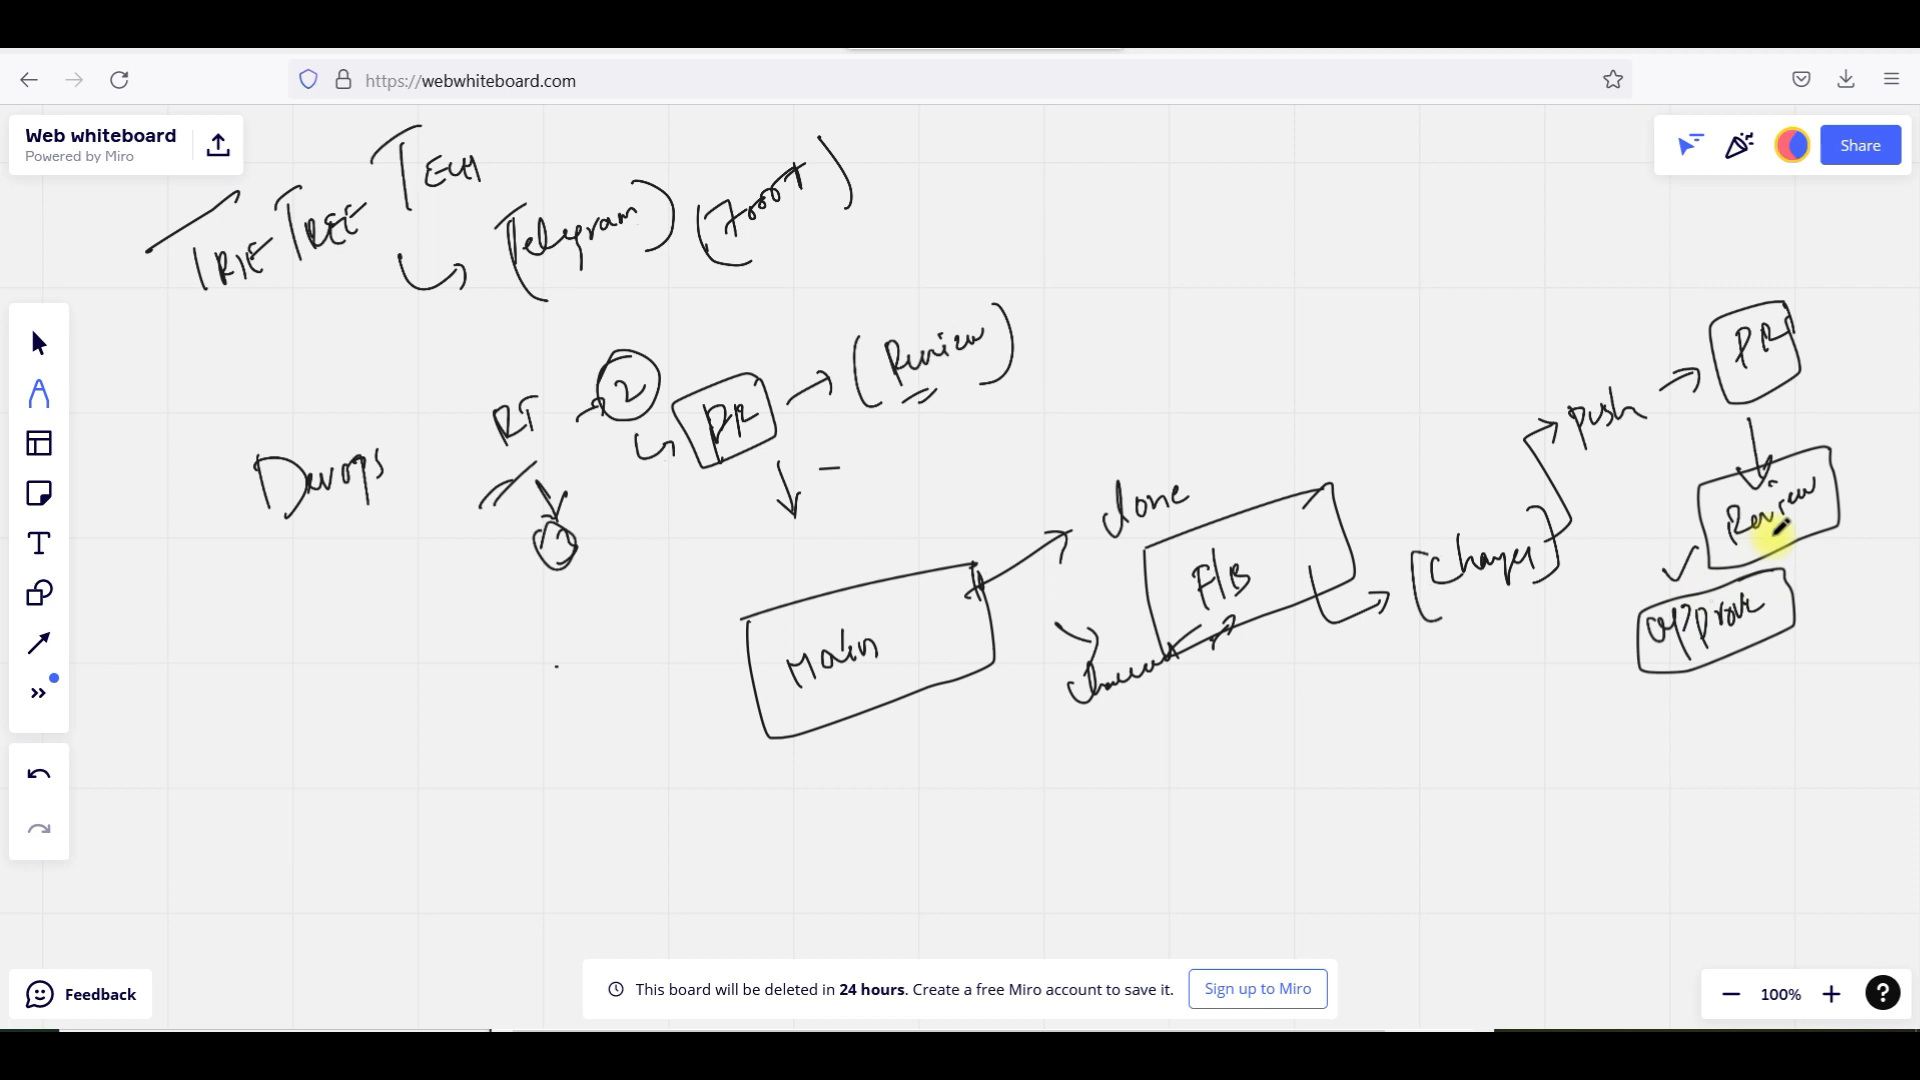 https://webwhiteboard.com
Web whiteboard
Powered by Miro
Share
TRIE TREE TECH
(Telegram)
Review
RT
2
PR
Devops
PR
push
Review
clone
F/B
changes
approve
Main
Feedback
This board will be deleted in 24 hours. Create a free Miro account to save it.
Sign up to Miro
100%